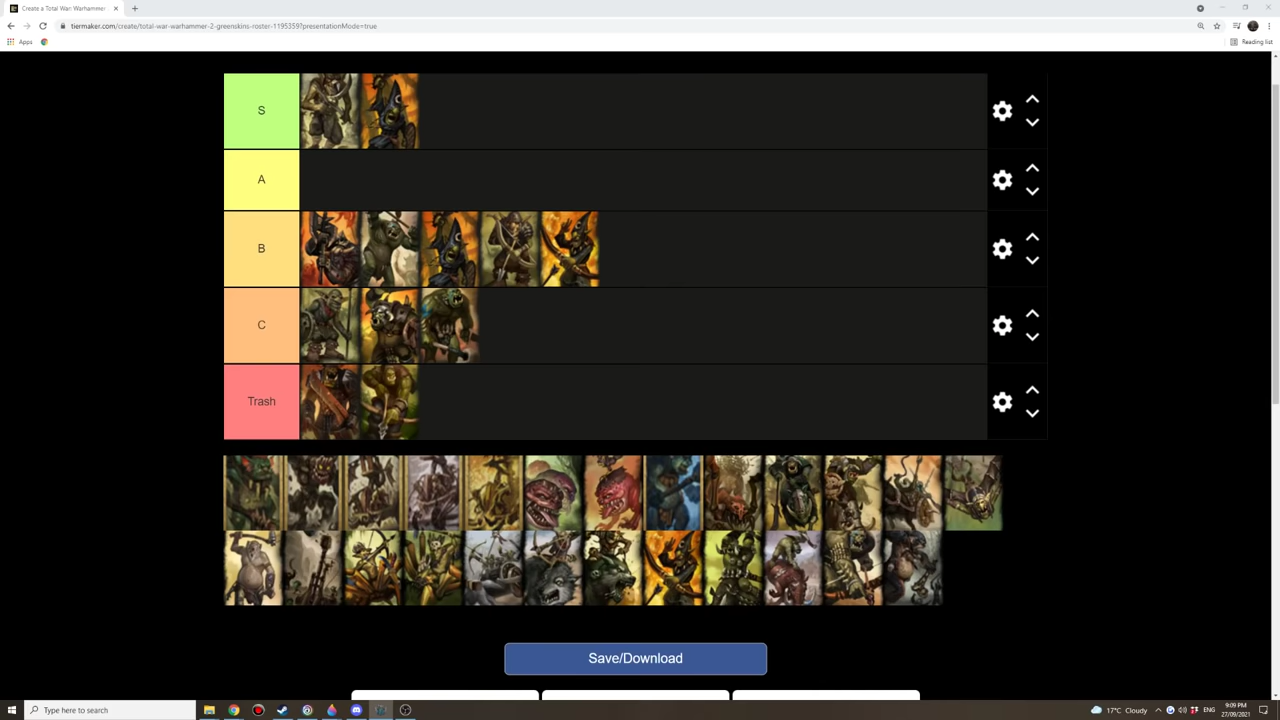 Create a Total War: Warhammer
tiermaker.com/create/total-war-warhammer-2-greenskins-roster-1195359?presentationMode=true
Apps
Reading list
S
A
B
C
Trash
Save/Download
Type here to search
17°C Cloudy
ENG
9:09 PM
27/09/2021